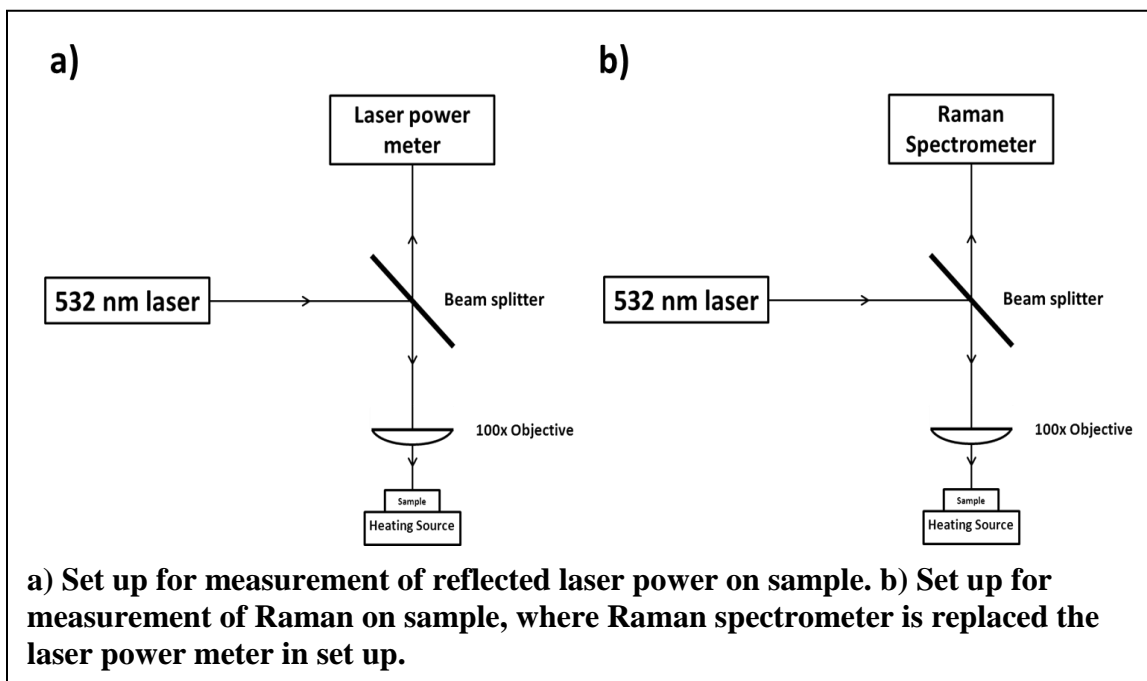 a)
Laser power
meter
532 nm laser
Beam splitter
100x Objective
Sample
Heating Source
b)
Raman
Spectrometer
532 nm laser
Beam splitter
100x Objective
Sample
Heating Source
a) Set up for measurement of reflected laser power on sample. b) Set up for
measurement of Raman on sample, where Raman spectrometer is replaced the
laser power meter in set up.